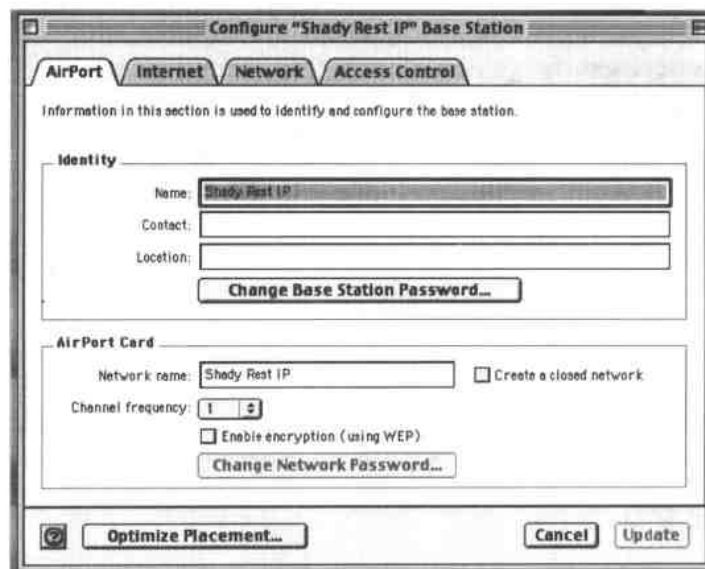 Configure "Shady Rest IP" Base Station
AirPort Internet Network Access Control
Information in this section is used to identify and configure the base station.
Identity
Name: Shady Rest IP
Contact:
Location:
Change Base Station Password...
AirPort Card
Network name: Shady Rest IP Create a closed network
Channel frequency: 1
Enable encryption (using WEP)
Change Network Password...
? Optimize Placement... Cancel Update